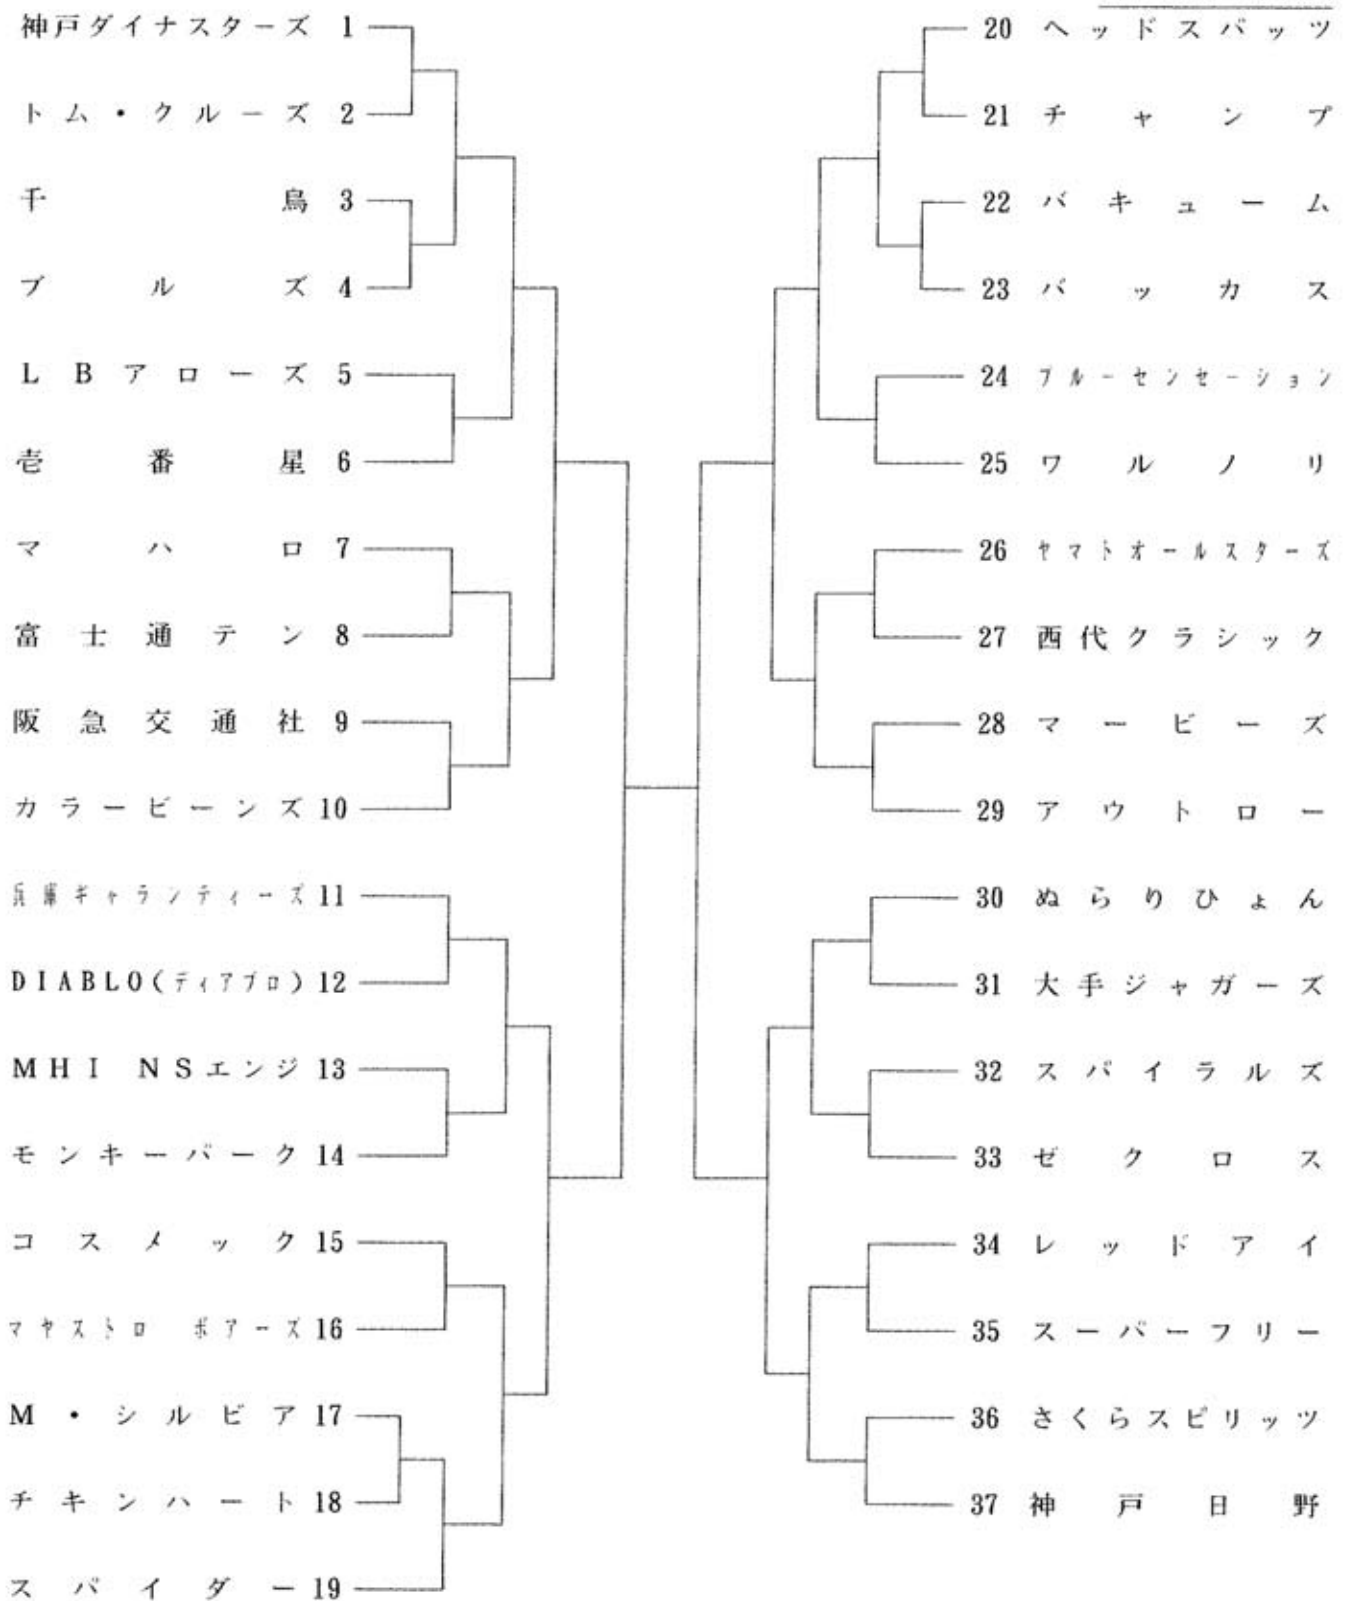 神戸ダイナスターズ 1
トム・クルーズ 2
千鳥 3
ブルズ 4
LBアローズ 5
壱番星 6
マハロ 7
富士通テン 8
阪急交通社 9
カラービーンズ 10
兵庫ギャランティーズ 11
DIABLO(ディアブロ) 12
MHI NSエンジ 13
モンキーパーク 14
コスメック 15
マヤストロ ボアーズ 16
M・シルビア 17
チキンハート 18
スパイダー 19
20 ヘッドスバッツ
21 チャンプ
22 バキューム
23 バッカス
24 ブルーセンセーション
25 ワルノリ
26 ヤマトオールスターズ
27 西代クラシック
28 マービーズ
29 アウトロー
30 ぬらりひょん
31 大手ジャガーズ
32 スパイラルズ
33 ゼクロス
34 レッドアイ
35 スーパーフリー
36 さくらスピリッツ
37 神戸日野